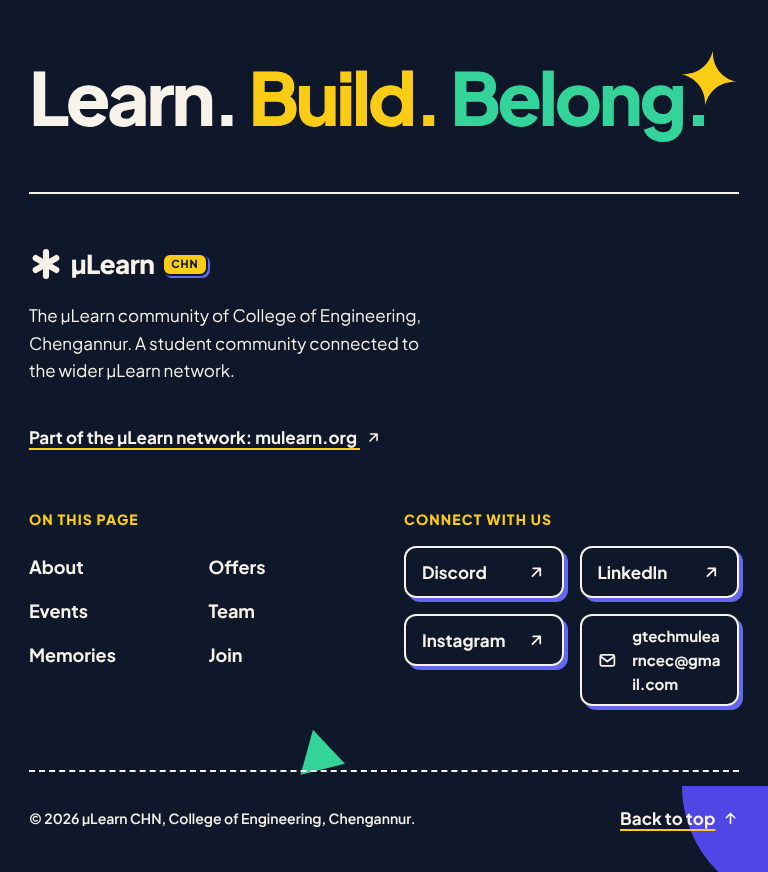 Learn. Build. Belong.
µLearn CHN
The µLearn community of College of Engineering,
Chengannur. A student community connected to
the wider µLearn network.
Part of the µLearn network: mulearn.org
ON THIS PAGE
About
Offers
Events
Team
Memories
Join
CONNECT WITH US
Discord
LinkedIn
Instagram
gtechmulea
rncec@gma
il.com
© 2026 µLearn CHN, College of Engineering, Chengannur.
Back to top